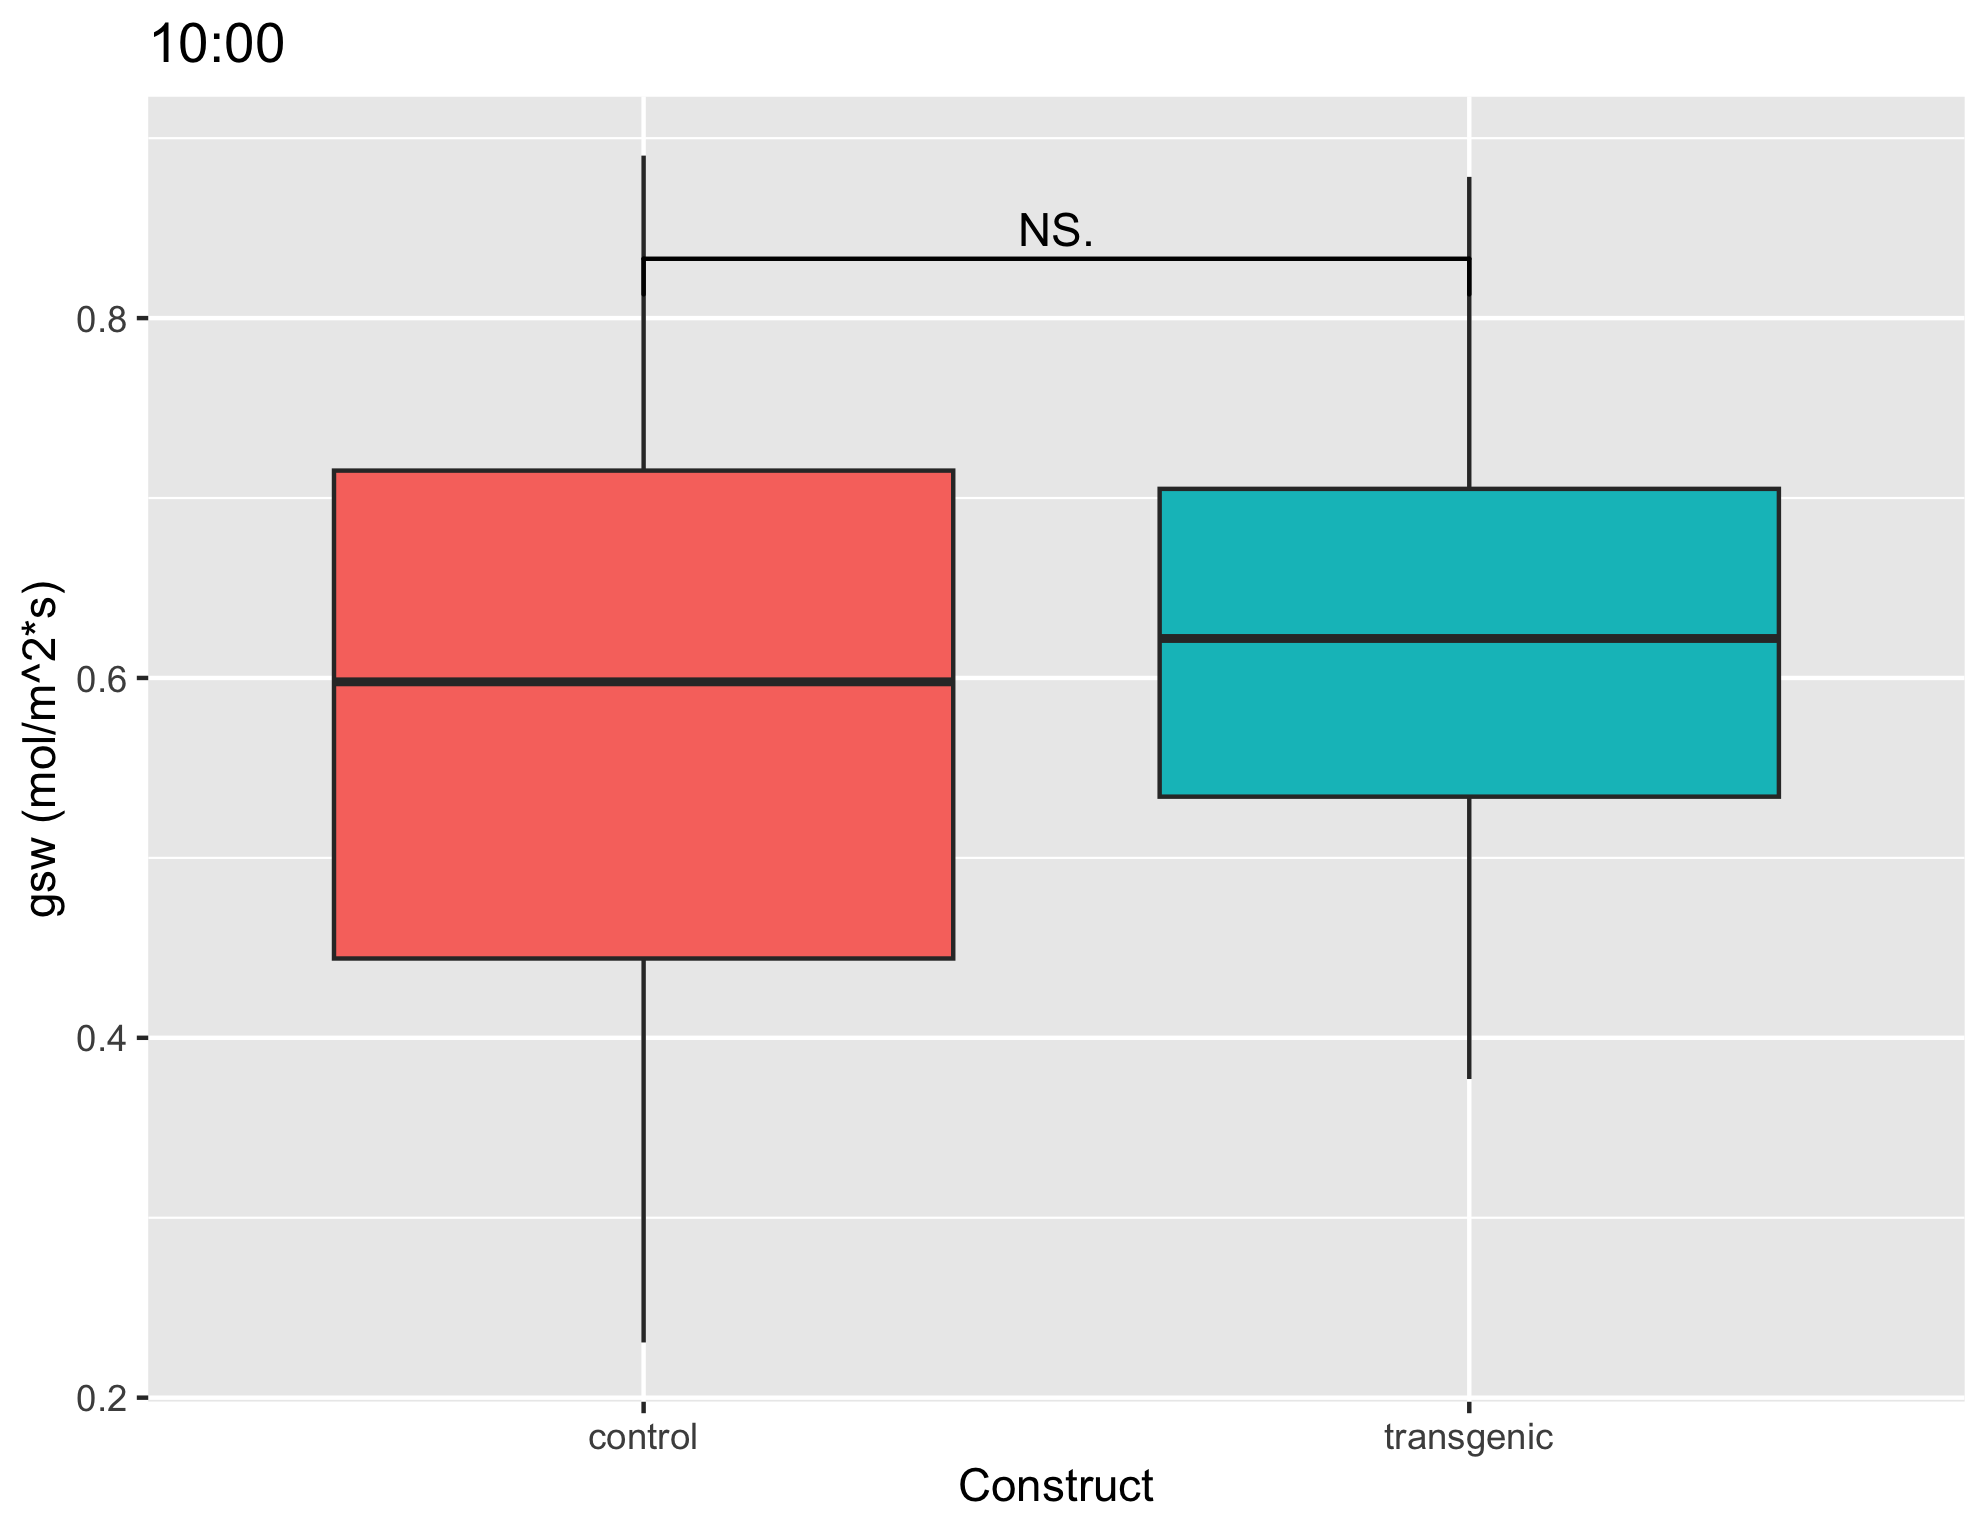 10:00
NS.
0.8
0.6
0.4
0.2
gsw (mol/m^2*s)
control
transgenic
Construct